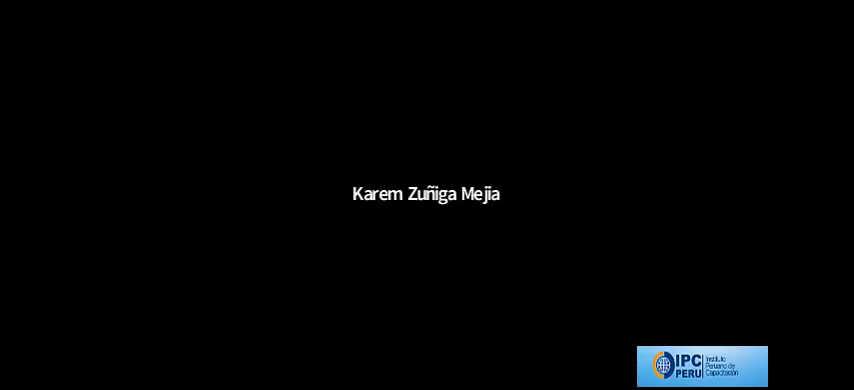 Karem Zuñiga Mejia
IPC
PERU
Instituto
Peruano de
Capacitación